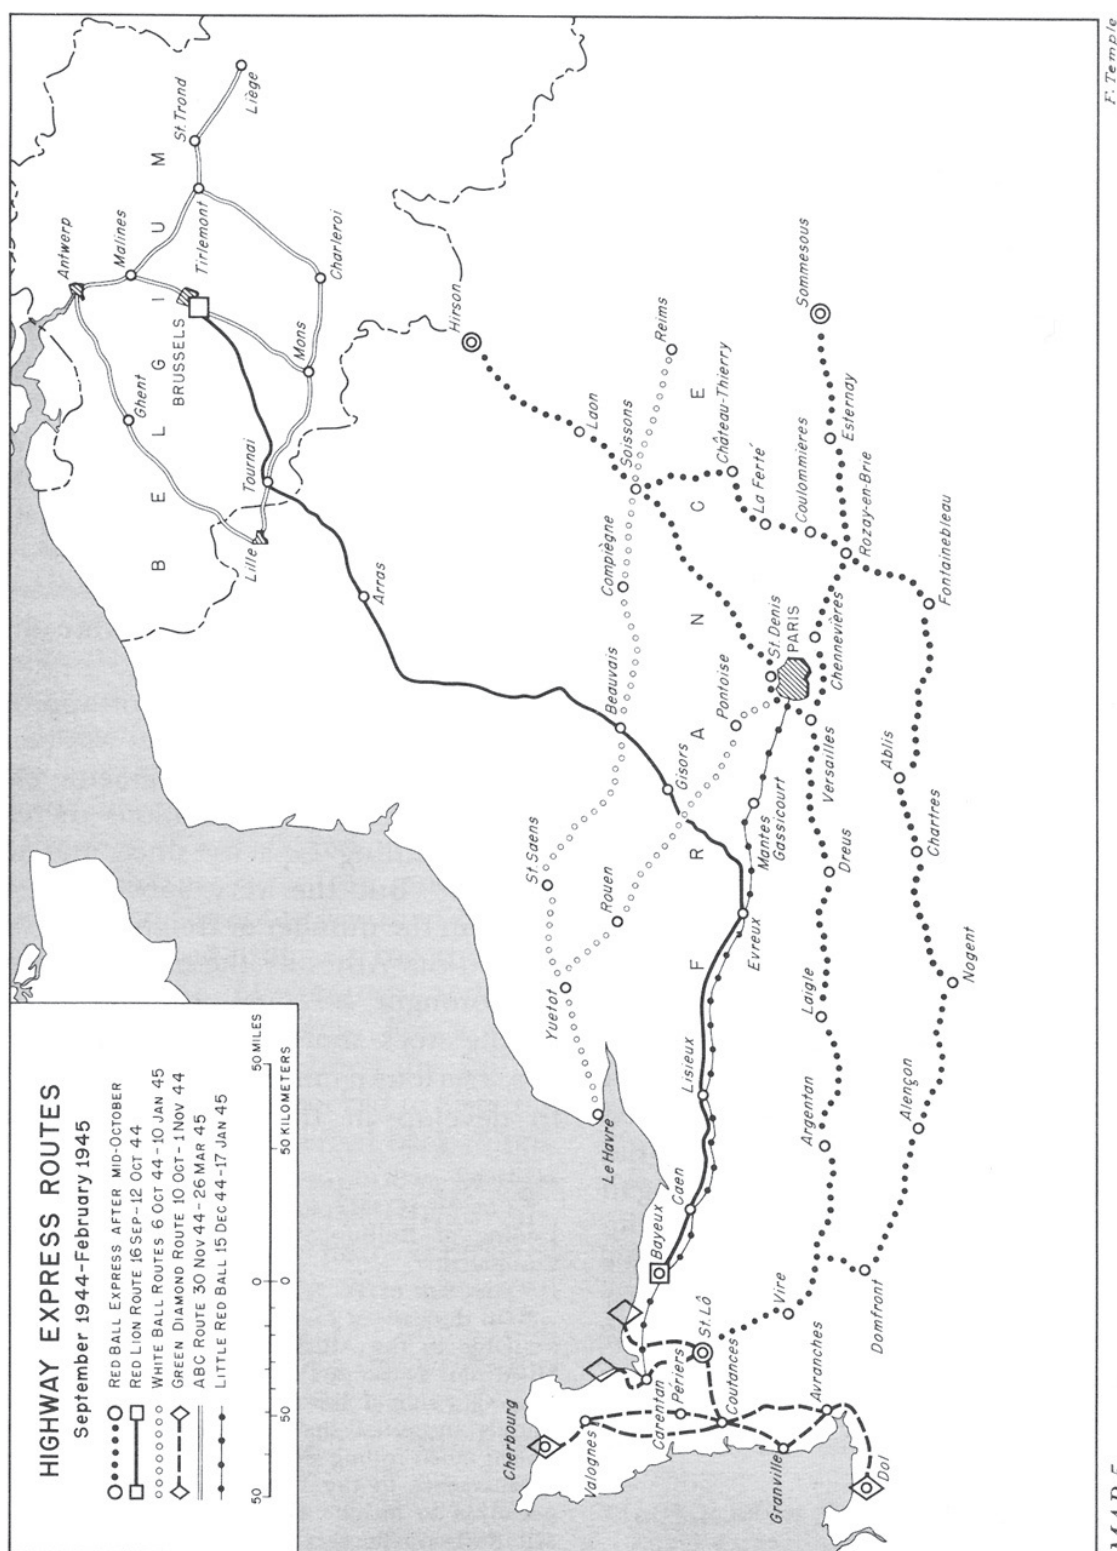 HIGHWAY EXPRESS ROUTES
September 1944-February 1945
RED BALL EXPRESS AFTER MID-OCTOBER
RED LION ROUTE 16 SEP-12 OCT 44
WHITE BALL ROUTES 6 OCT 44-10 JAN 45
GREEN DIAMOND ROUTE 10 OCT-1 NOV 44
ABC ROUTE 30 NOV 44-26 MAR 45
LITTLE RED BALL 15 DEC 44-17 JAN 45
50 0 50 MILES
50 0 50 KILOMETERS
BELGIUM
Antwerp
Malines
St. Trond
Liège
Tirlemont
Ghent
BRUSSELS
Charleroi
Mons
Tournai
Lille
Arras
Hirson
Laon
Soissons
Reims
Compiègne
Beauvais
Gisors
St. Saens
Yuetot
Rouen
Le Havre
Pontoise
FRANCE
Château-Thierry
La Ferté
Coulommieres
Esternay
Sommesous
Rozay-en-Brie
Fontainebleau
St. Denis
PARIS
Chennevières
Versailles
Mantes
Gassicourt
Evreux
Lisieux
Caen
Bayeux
Dreus
Laigle
Argentan
Ablis
Chartres
Nogent
Alençon
Domfront
Vire
St. Lô
Cherbourg
Valognes
Carentan
Périers
Coutances
Granville
Avranches
Dol
F. Temple